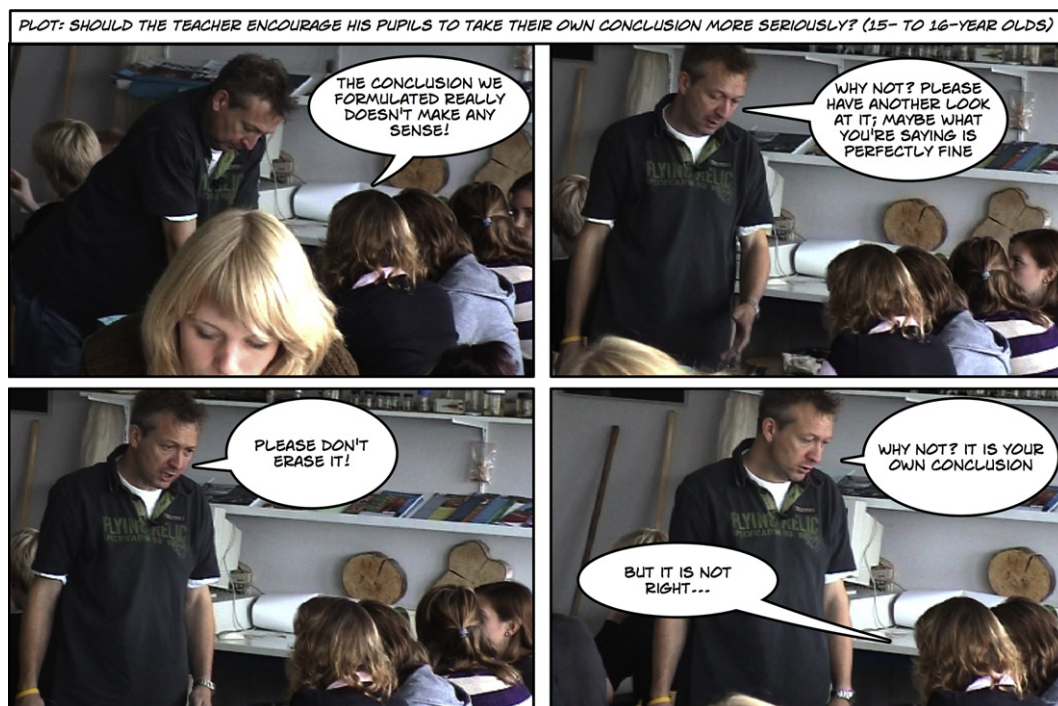 PLOT: SHOULD THE TEACHER ENCOURAGE HIS PUPILS TO TAKE THEIR OWN CONCLUSION MORE SERIOUSLY? (15- TO 16-YEAR OLDS)
THE CONCLUSION WE
FORMULATED REALLY
DOESN'T MAKE ANY
SENSE!
WHY NOT? PLEASE
HAVE ANOTHER LOOK
AT IT; MAYBE WHAT
YOU'RE SAYING IS
PERFECTLY FINE
FLYING RELIC
PLEASE DON'T
ERASE IT!
FLYING RELIC
WHY NOT? IT IS YOUR
OWN CONCLUSION
FLYING RELIC
BUT IT IS NOT
RIGHT...